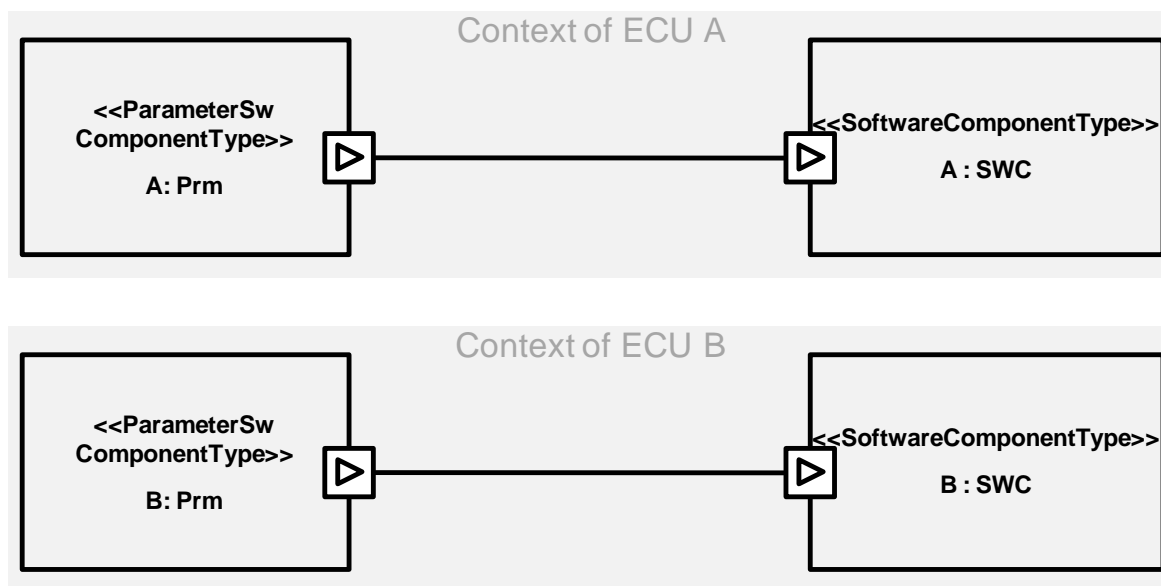 Context of ECU A
<<ParameterSw
ComponentType>>
A: Prm
<<SoftwareComponentType>>
A : SWC
Context of ECU B
<<ParameterSw
ComponentType>>
B: Prm
<<SoftwareComponentType>>
B : SWC